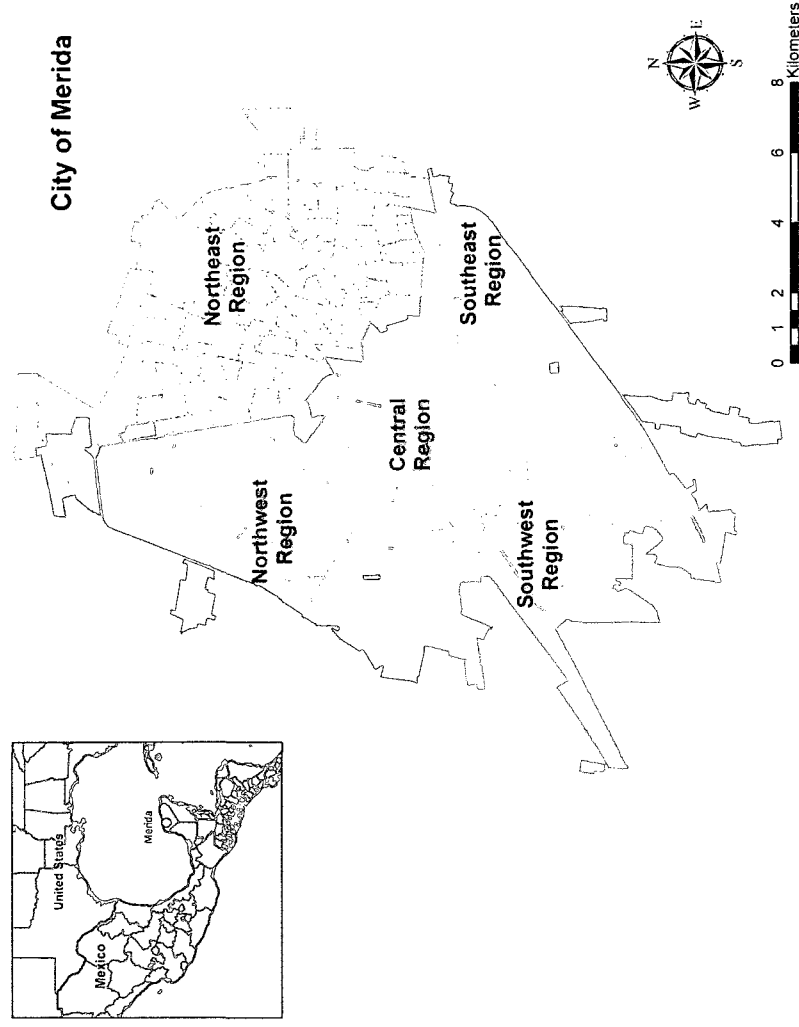 City of Merida
United States
Mexico
Merida
Northeast
Region
Northwest
Region
Central
Region
Southeast
Region
Southwest
Region
N
W
E
S
0 1 2 4 6 8
Kilometers